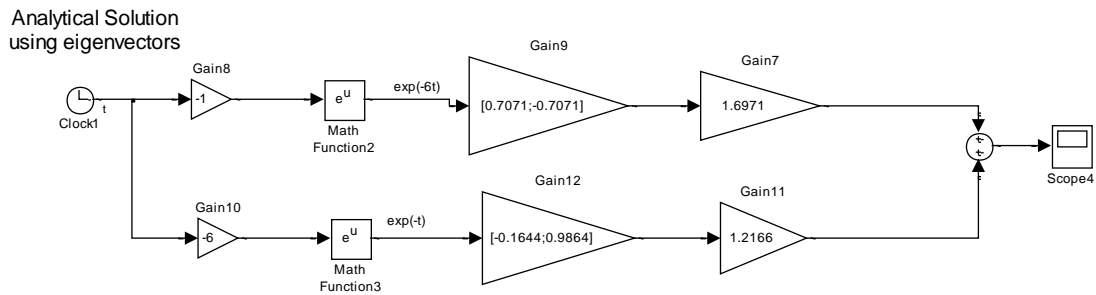 Analytical Solution
using eigenvectors
Gain9
Gain7
Gain8
-1
e^u
exp(-6t)
[0.7071;-0.7071]
1.6971
t
Clock1
Math
Function2
Scope4
Gain12
Gain11
Gain10
-6
e^u
exp(-t)
[-0.1644;0.9864]
1.2166
Math
Function3